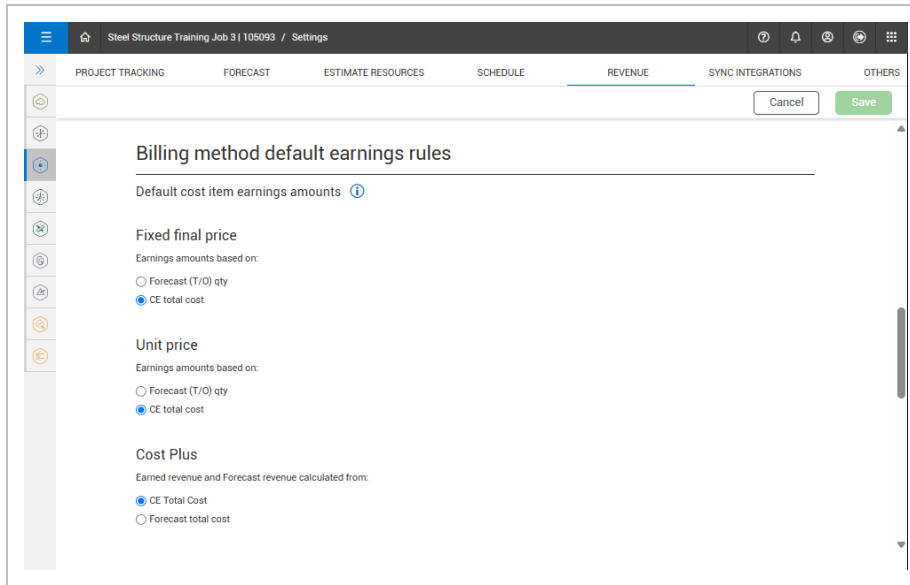 Steel Structure Training Job 3 | 105093 / Settings
PROJECT TRACKING FORECAST ESTIMATE RESOURCES SCHEDULE REVENUE SYNC INTEGRATIONS OTHERS
Cancel Save
Billing method default earnings rules
Default cost item earnings amounts
Fixed final price
Earnings amounts based on:
Forecast (T/O) qty
CE total cost
Unit price
Earnings amounts based on:
Forecast (T/O) qty
CE total cost
Cost Plus
Earned revenue and Forecast revenue calculated from:
CE Total Cost
Forecast total cost